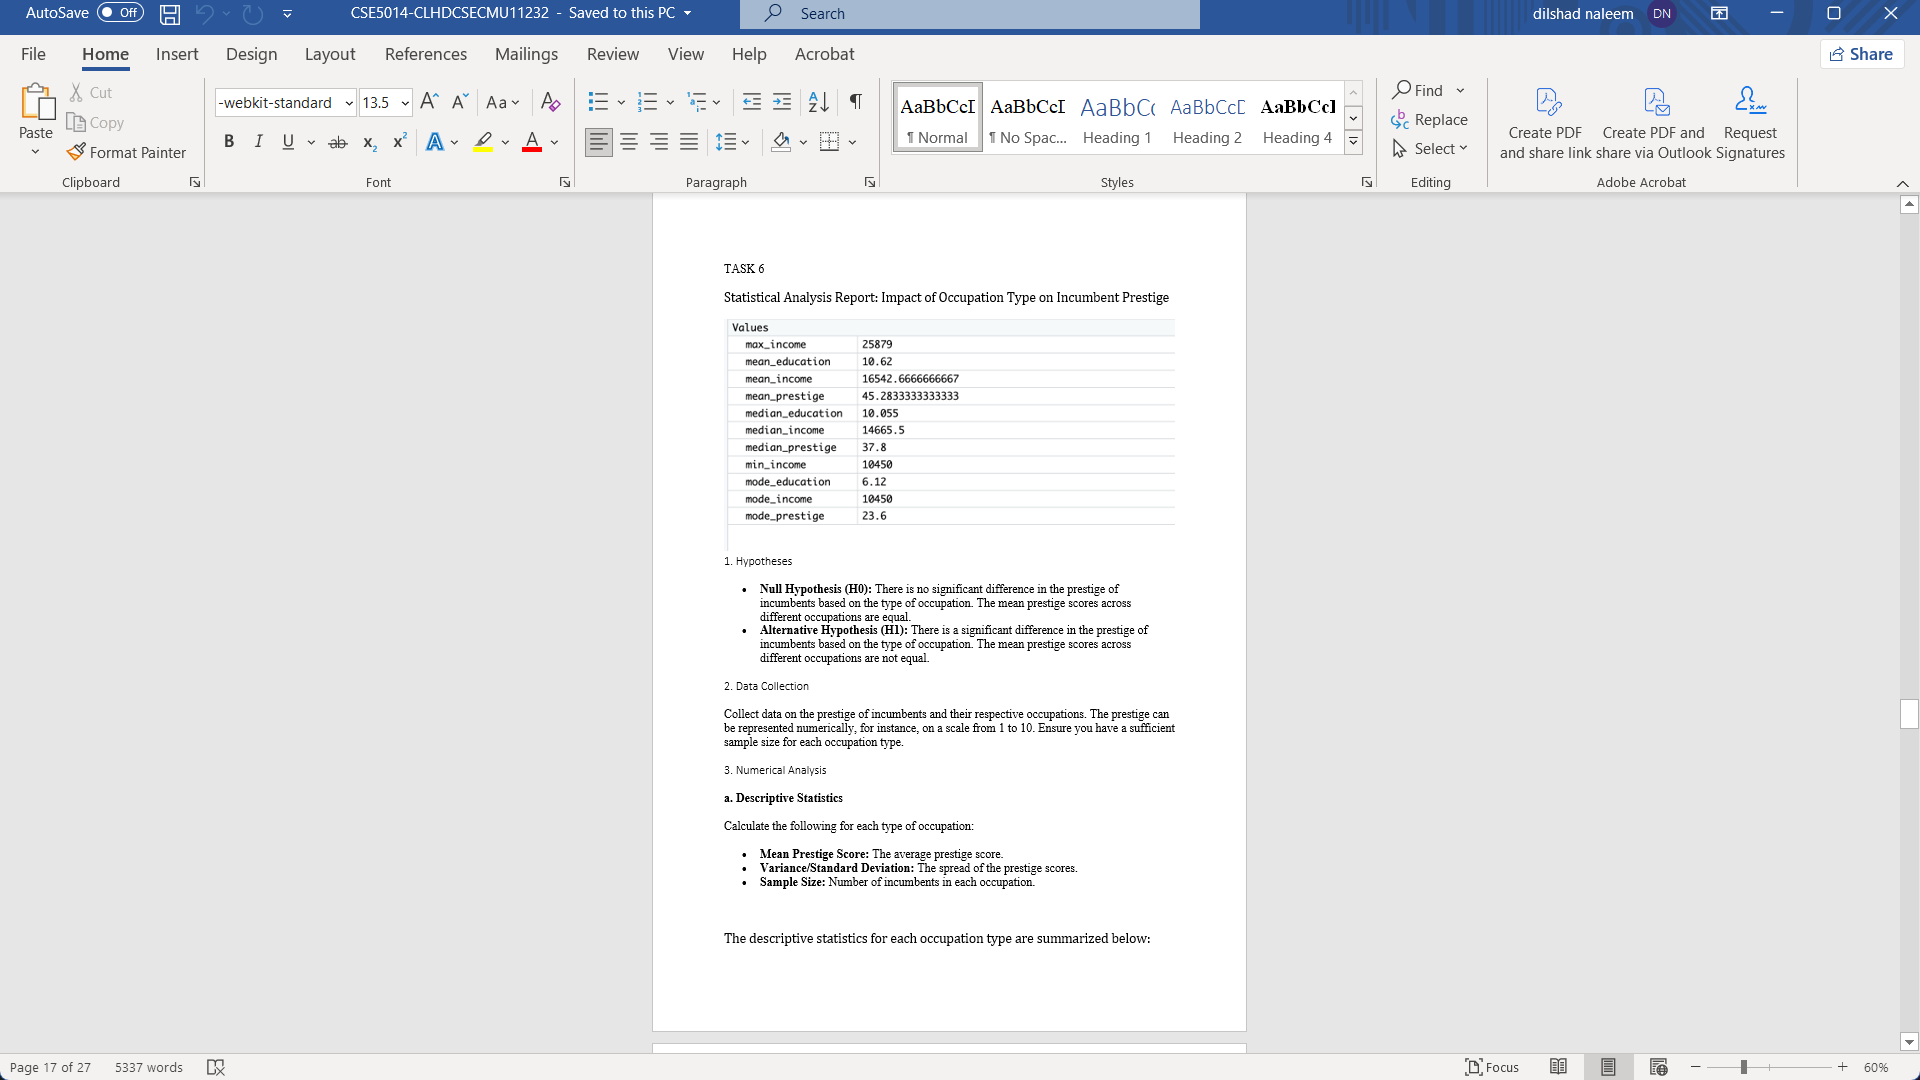 AutoSave Off CSE5014-CLHDCSECMU11232 - Saved to this PC Search dilshad naleem DN
File Home Insert Design Layout References Mailings Review View Help Acrobat Share
Paste Cut Copy Format Painter
Clipboard
-webkit-standard 13.5
Font
Paragraph
AaBbCcI AaBbCcI AaBbC( AaBbCcD AaBbCcI
¶ Normal ¶ No Spac... Heading 1 Heading 2 Heading 4
Styles
Find
Replace
Select
Editing
Create PDF and share link
Create PDF and share via Outlook
Request Signatures
Adobe Acrobat
TASK 6
Statistical Analysis Report: Impact of Occupation Type on Incumbent Prestige
Values
max_income 25879
mean_education 10.62
mean_income 16542.6666666667
mean_prestige 45.2833333333333
median_education 10.055
median_income 14665.5
median_prestige 37.8
min_income 10450
mode_education 6.12
mode_income 10450
mode_prestige 23.6
1. Hypotheses
• Null Hypothesis (H0): There is no significant difference in the prestige of
incumbents based on the type of occupation. The mean prestige scores across
different occupations are equal.
• Alternative Hypothesis (H1): There is a significant difference in the prestige of
incumbents based on the type of occupation. The mean prestige scores across
different occupations are not equal.
2. Data Collection
Collect data on the prestige of incumbents and their respective occupations. The prestige can
be represented numerically, for instance, on a scale from 1 to 10. Ensure you have a sufficient
sample size for each occupation type.
3. Numerical Analysis
a. Descriptive Statistics
Calculate the following for each type of occupation:
• Mean Prestige Score: The average prestige score.
• Variance/Standard Deviation: The spread of the prestige scores.
• Sample Size: Number of incumbents in each occupation.
The descriptive statistics for each occupation type are summarized below:
Page 17 of 27 5337 words Focus 60%